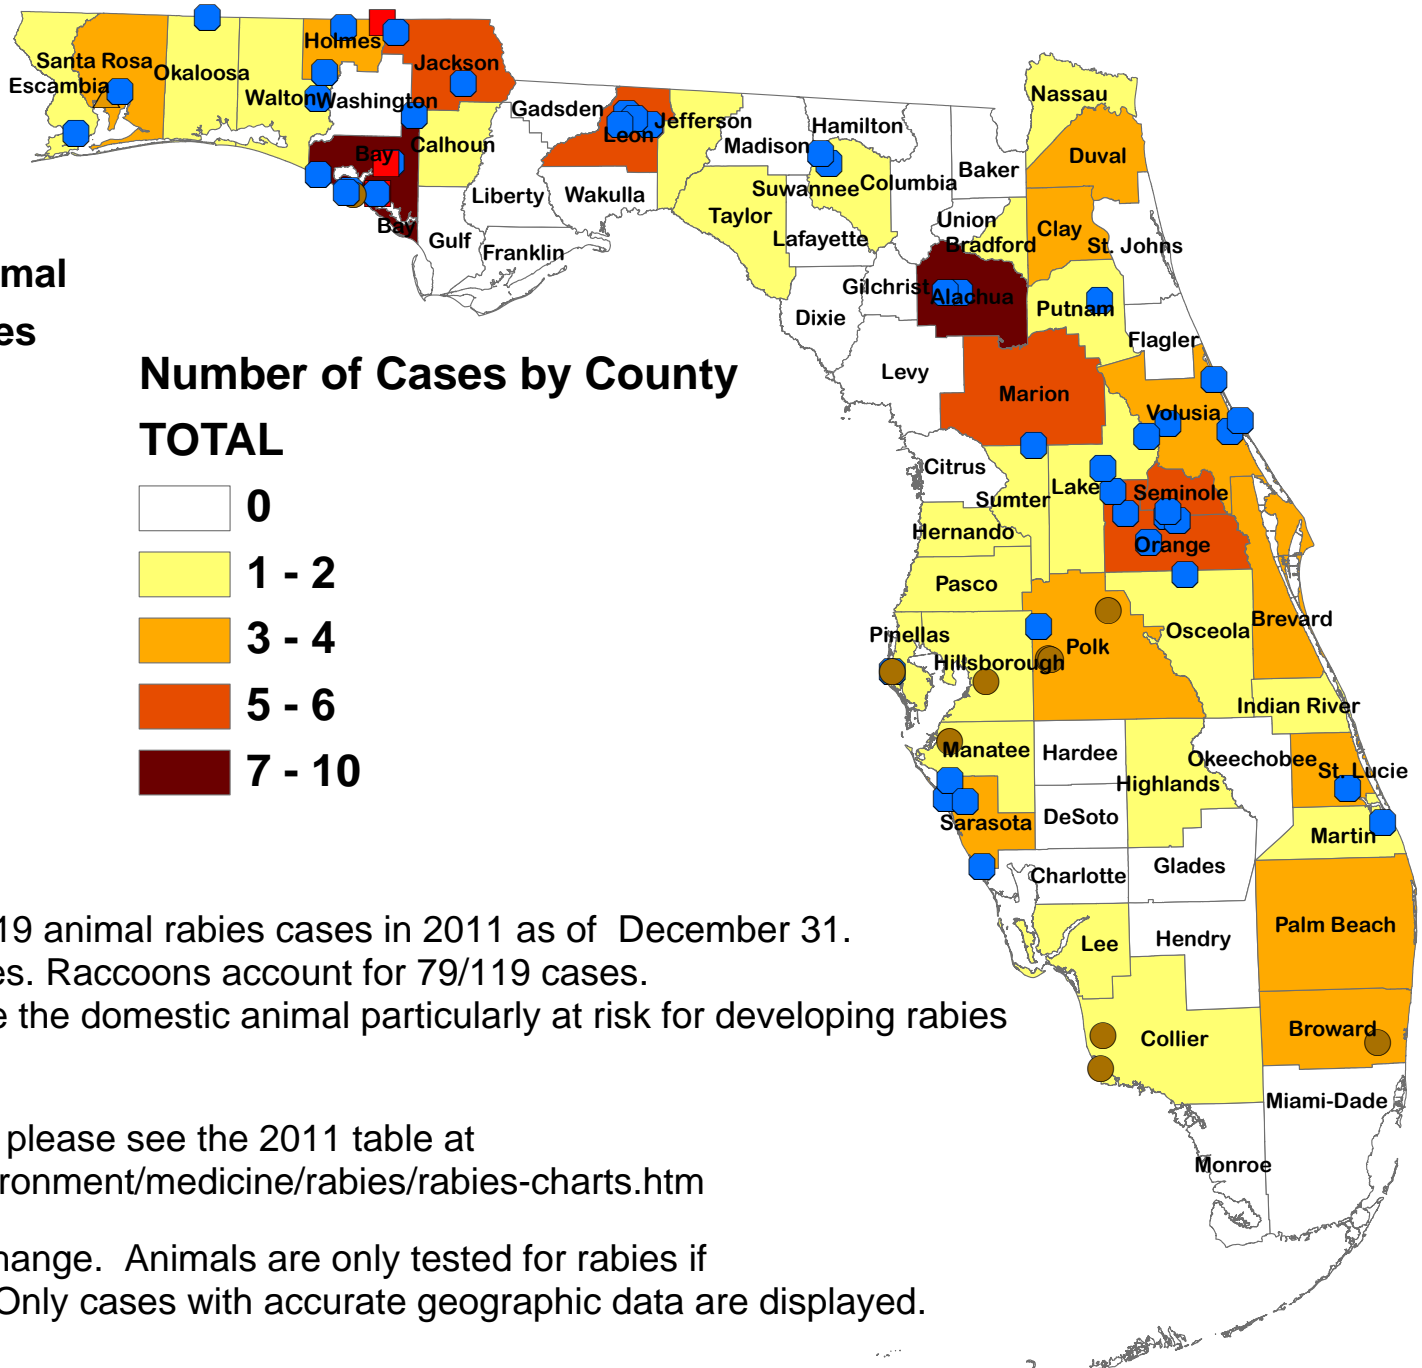 Holmes
Santa Rosa
Jackson
Okaloosa
Escambia
Walton
Washington
Nassau
Gadsden
Jefferson
Hamilton
Leon
Madison
Calhoun
Bay
Duval
Baker
Suwannee
Columbia
Liberty
Wakulla
Taylor
Union
Bay
Clay
Gulf
Lafayette
Bradford
St. Johns
Franklin
mal
Gilchrist
Alachua
Putnam
Dixie
es
Flagler
Number of Cases by County
Levy
Marion
Volusia
TOTAL
Citrus
Lake
Seminole
Sumter
0
Hernando
Orange
1 - 2
Pasco
Brevard
Osceola
3 - 4
Pinellas
Polk
Hillsborough
5 - 6
Indian River
Manatee
Hardee
Okeechobee
7 - 10
St. Lucie
Highlands
Sarasota
DeSoto
Martin
Glades
Charlotte
Palm Beach
19 animal rabies cases in 2011 as of  December 31.
Lee
Hendry
es. Raccoons account for 79/119 cases.
e the domestic animal particularly at risk for developing rabies
Broward
Collier
Miami-Dade
please see the 2011 table at
Monroe
ronment/medicine/rabies/rabies-charts.htm
hange.  Animals are only tested for rabies if
Only cases with accurate geographic data are displayed.